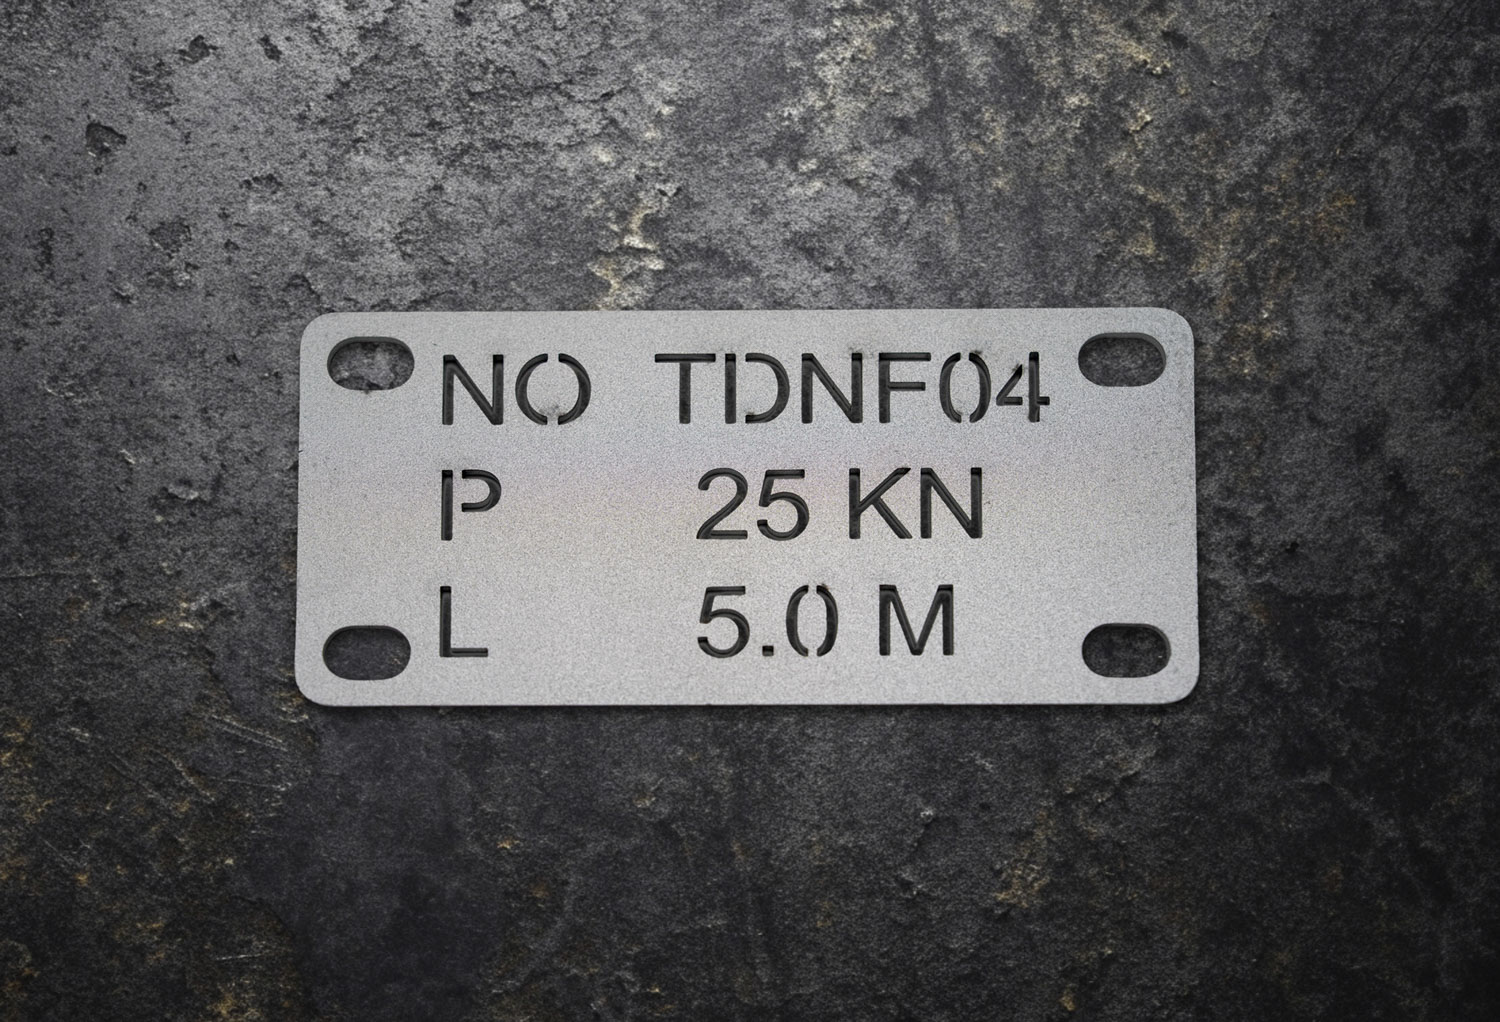 NO TDNF04
P 25 KN
L 5.0 M